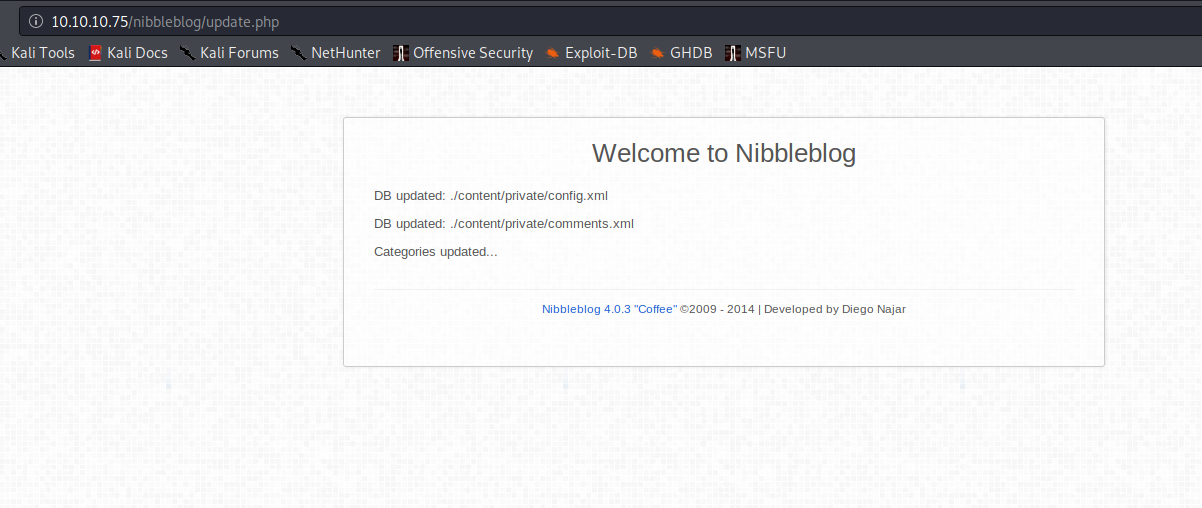 10.10.10.75/nibbleblog/update.php
Kali Tools Kali Docs Kali Forums NetHunter Offensive Security Exploit-DB GHDB MSFU
Welcome to Nibbleblog
DB updated: ./content/private/config.xml
DB updated: ./content/private/comments.xml
Categories updated...
Nibbleblog 4.0.3 "Coffee" ©2009 - 2014 | Developed by Diego Najar